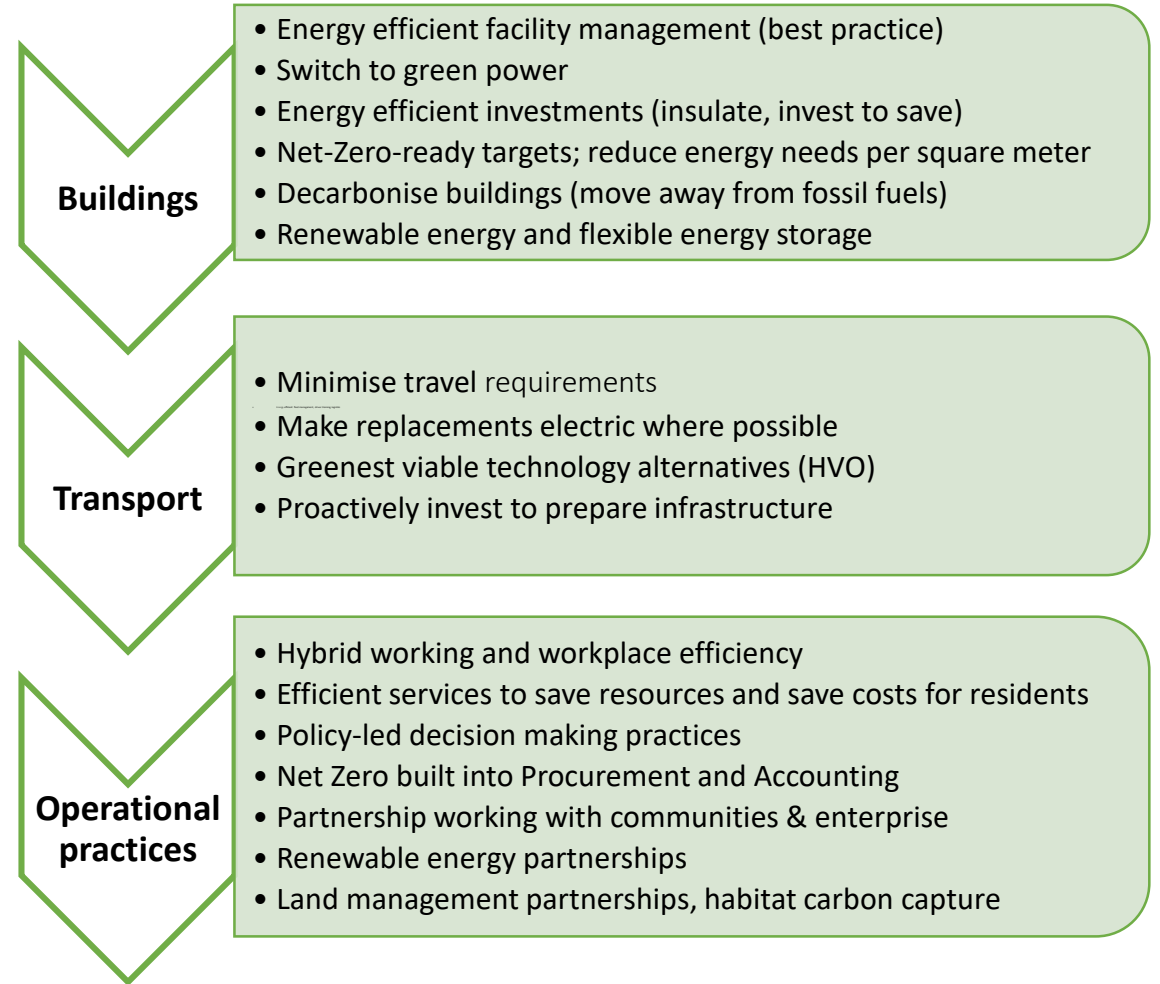 Buildings
• Energy efficient facility management (best practice)
• Switch to green power
• Energy efficient investments (insulate, invest to save)
• Net-Zero-ready targets; reduce energy needs per square meter
• Decarbonise buildings (move away from fossil fuels)
• Renewable energy and flexible energy storage
Transport
• Minimise travel requirements
• Make replacements electric where possible
• Greenest viable technology alternatives (HVO)
• Proactively invest to prepare infrastructure
Operational
practices
• Hybrid working and workplace efficiency
• Efficient services to save resources and save costs for residents
• Policy-led decision making practices
• Net Zero built into Procurement and Accounting
• Partnership working with communities & enterprise
• Renewable energy partnerships
• Land management partnerships, habitat carbon capture